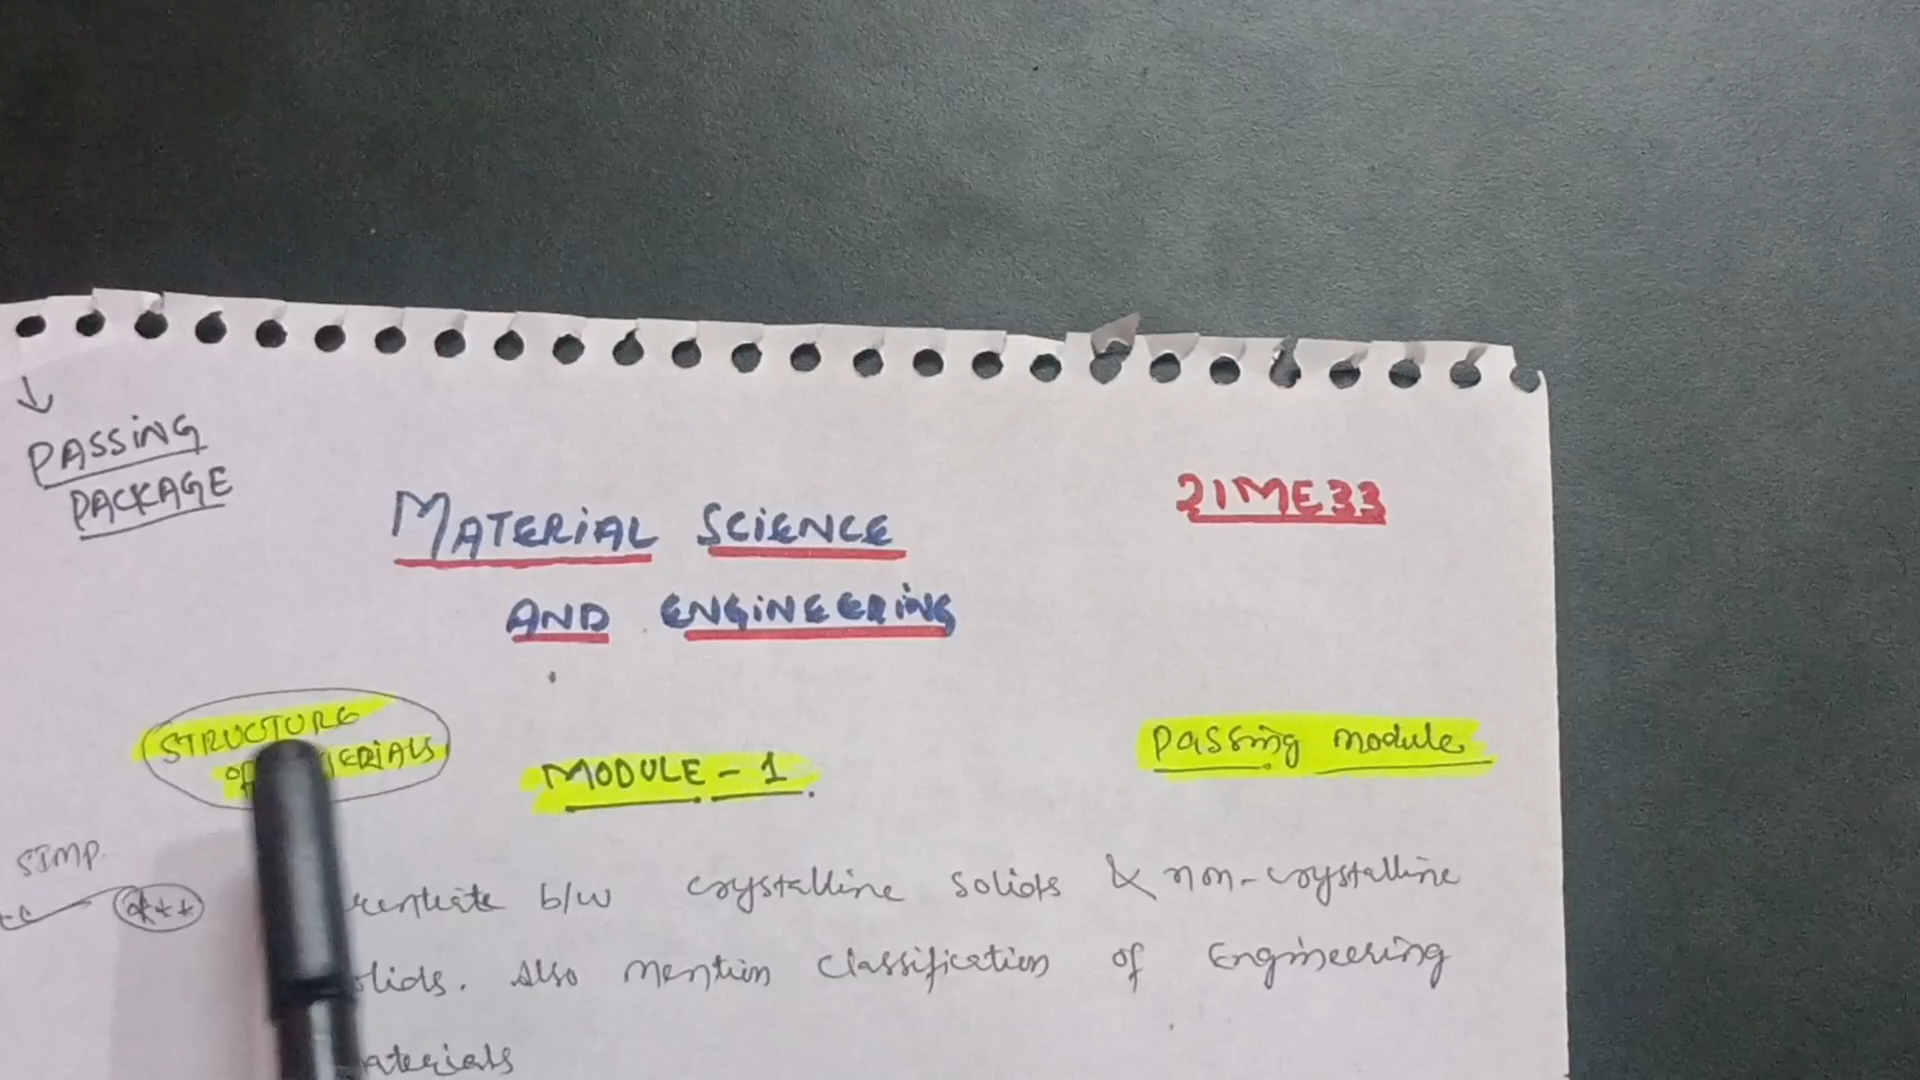 PASSING
PACKAGE
MATERIAL SCIENCE
AND ENGINEERING
21ME33
STRUCTURE
OF
MODULE - 1
Passing module
SIMP.
b/w crystalline solids & non-crystalline
Also mention classification of Engineering